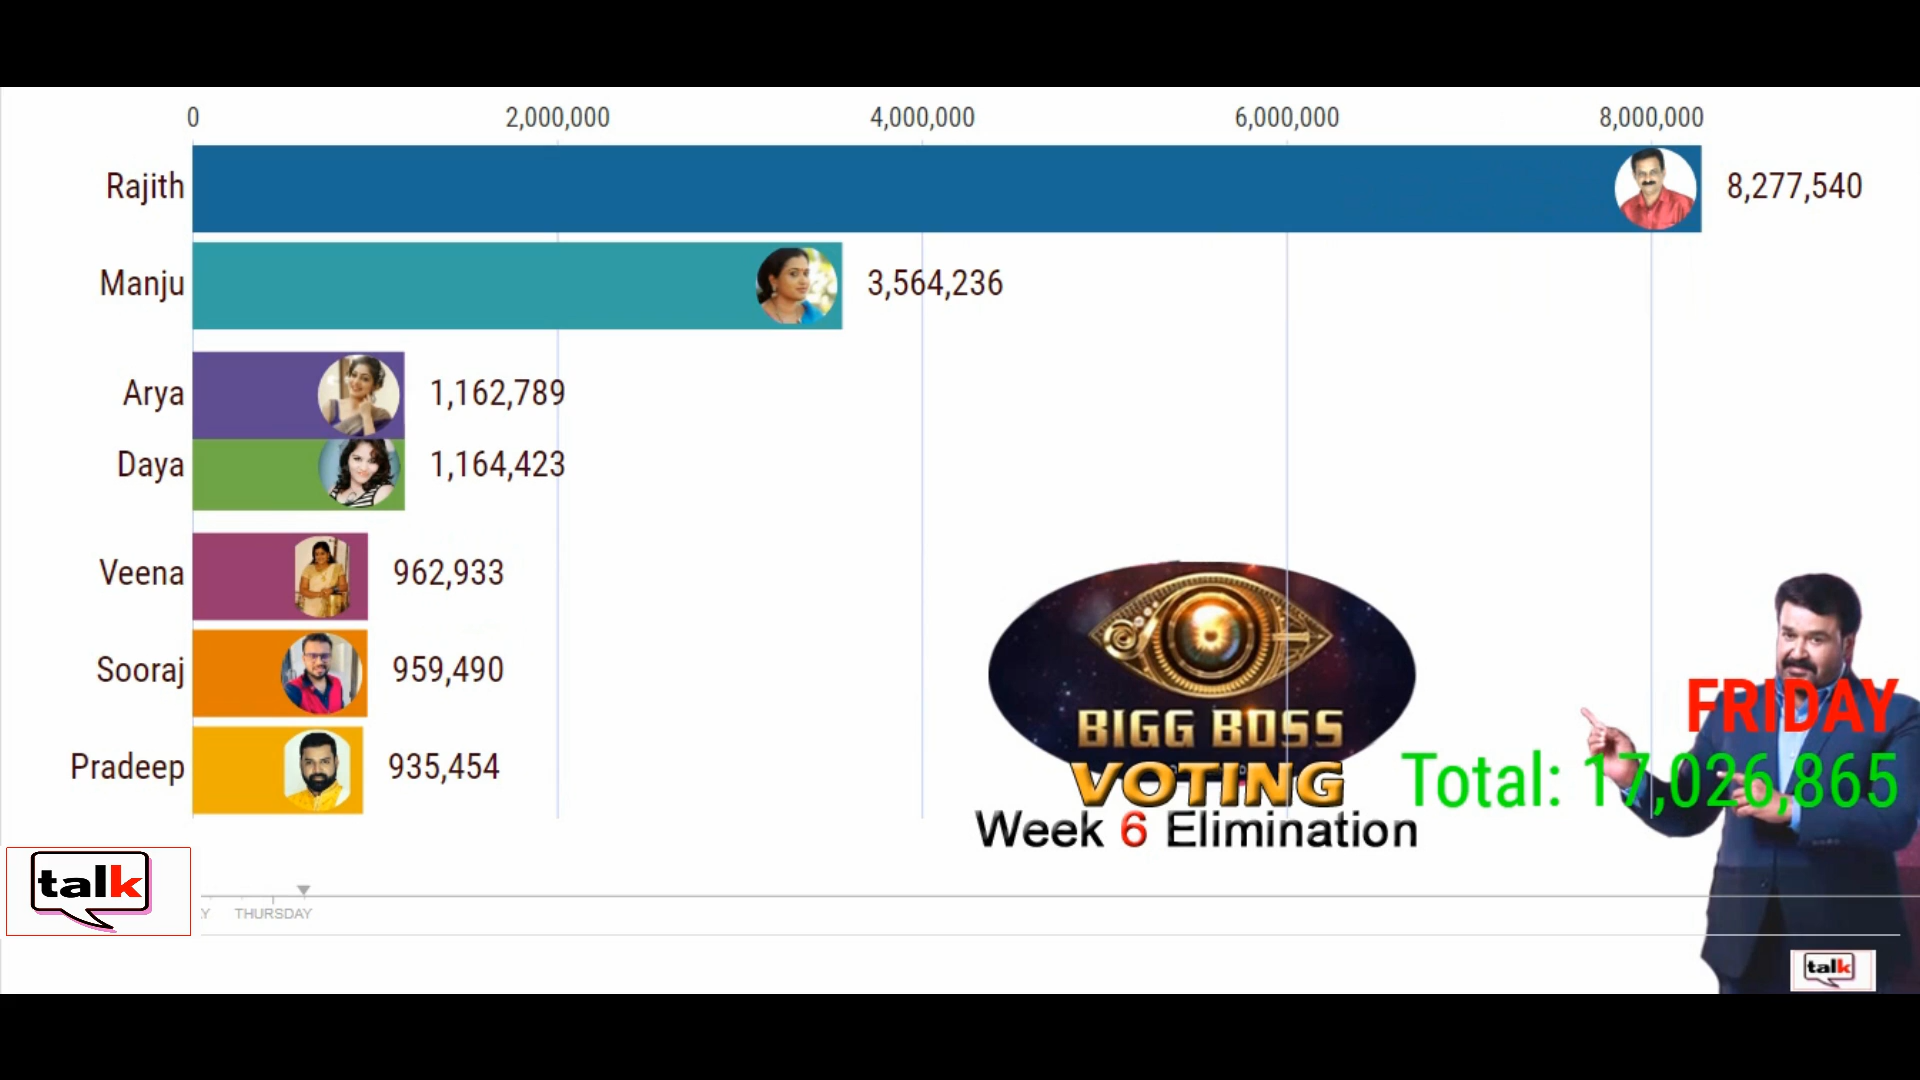 0 2,000,000 4,000,000 6,000,000 8,000,000
Rajith 8,277,540
Manju 3,564,236
Arya 1,162,789
Daya 1,164,423
Veena 962,933
Sooraj 959,490
Pradeep 935,454
BIGG BOSS
VOTING
Week 6 Elimination
FRIDAY
Total: 17,026,865
talk
Y THURSDAY
talk